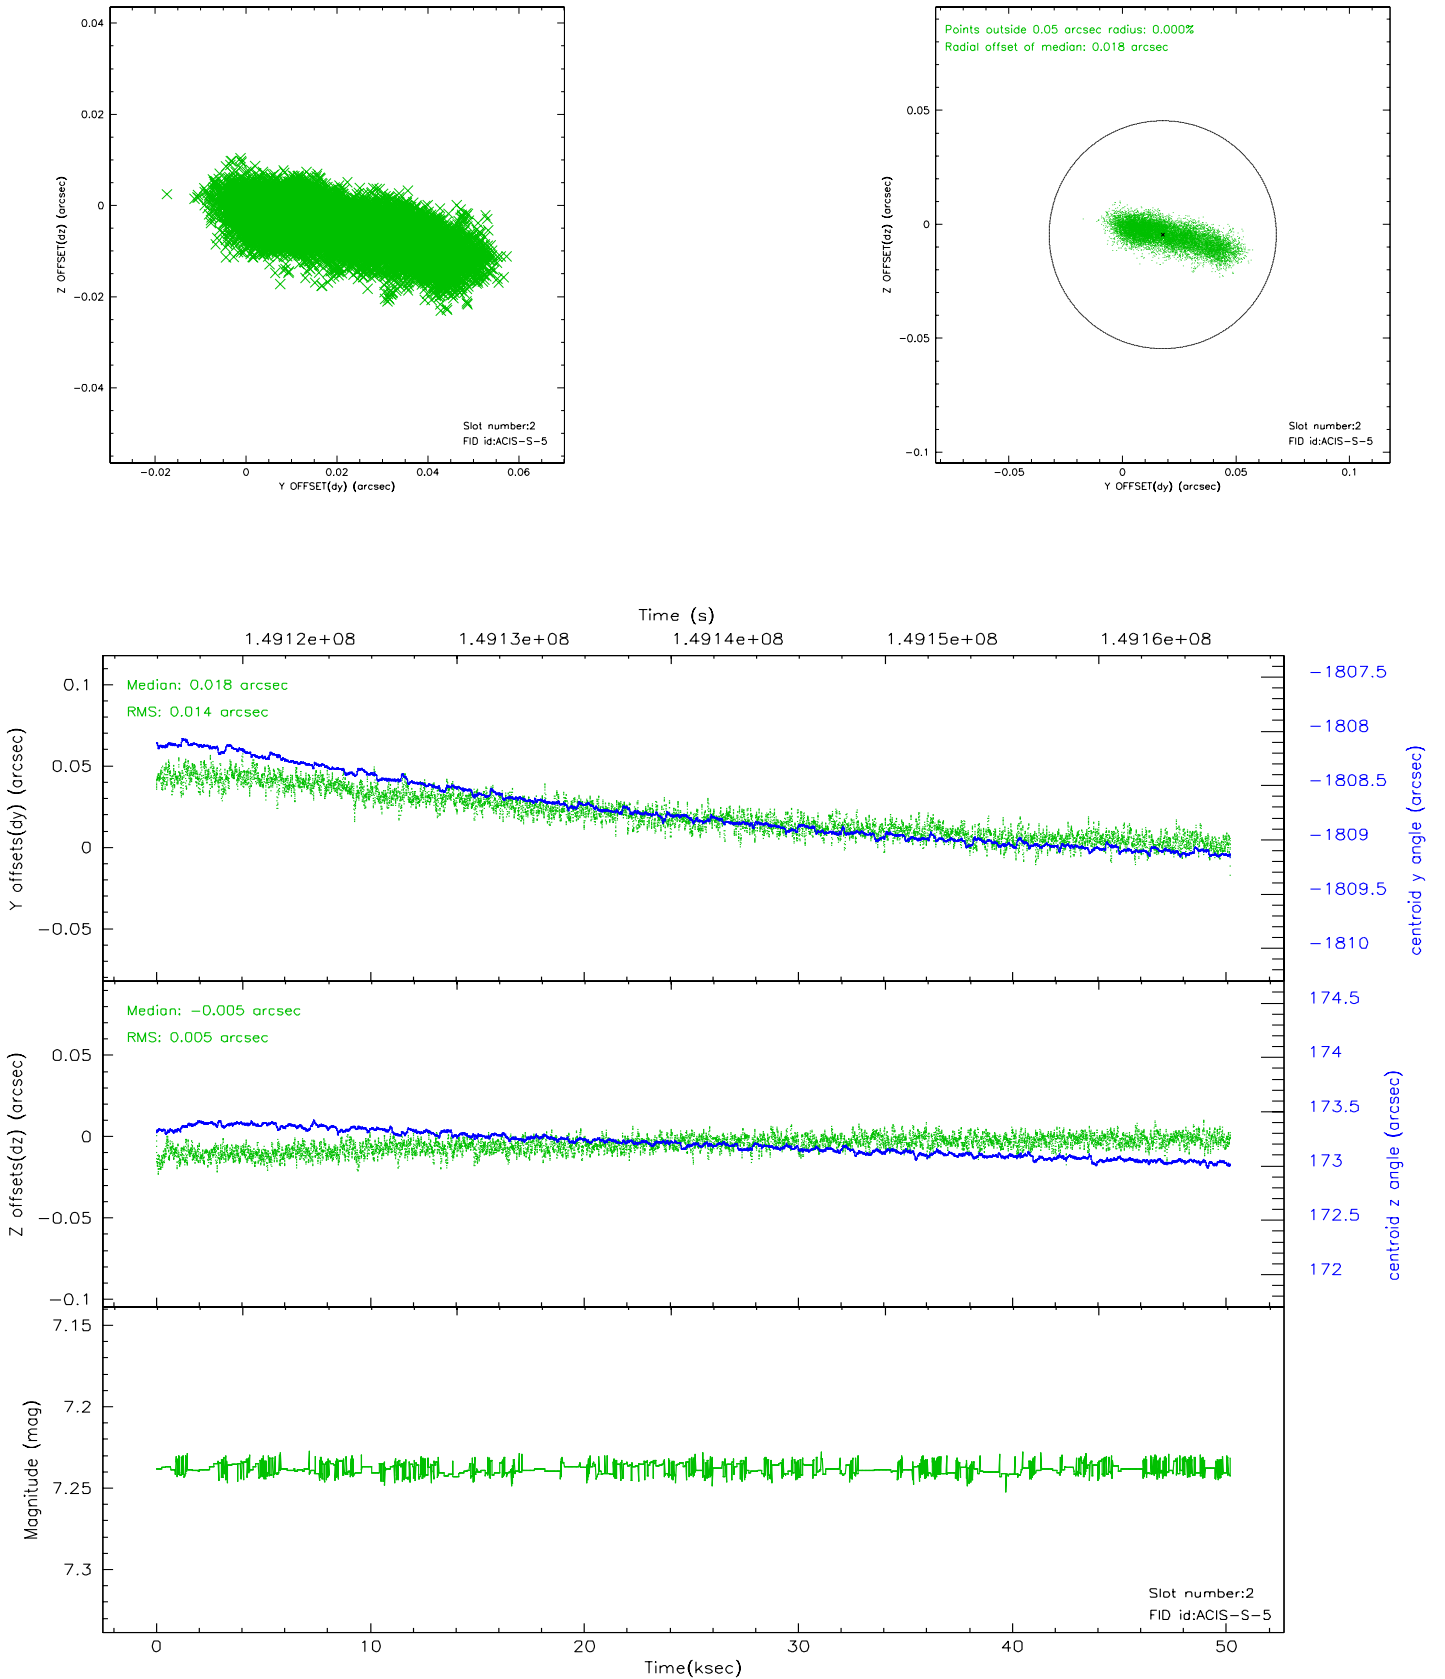 0.04
0.02
0
−0.02
−0.04
Z OFFSET(dz) (arcsec)
−0.02 0 0.02 0.04 0.06
Y OFFSET(dy) (arcsec)
Slot number:2
FID id:ACIS−S−5
Points outside 0.05 arcsec radius: 0.000%
Radial offset of median: 0.018 arcsec
0.05
0
−0.05
−0.1
Z OFFSET(dz) (arcsec)
−0.05 0 0.05 0.1
Y OFFSET(dy) (arcsec)
Slot number:2
FID id:ACIS−S−5
Time (s)
1.4912e+08 1.4913e+08 1.4914e+08 1.4915e+08 1.4916e+08
Median: 0.018 arcsec
RMS: 0.014 arcsec
0.1
0.05
0
−0.05
Y offsets(dy) (arcsec)
−1807.5
−1808
−1808.5
−1809
−1809.5
−1810
centroid y angle (arcsec)
Median: −0.005 arcsec
RMS: 0.005 arcsec
0.05
0
−0.05
−0.1
Z offsets(dz) (arcsec)
174.5
174
173.5
173
172.5
172
centroid z angle (arcsec)
7.15
7.2
7.25
7.3
Magnitude (mag)
Slot number:2
FID id:ACIS−S−5
0 10 20 30 40 50
Time(ksec)